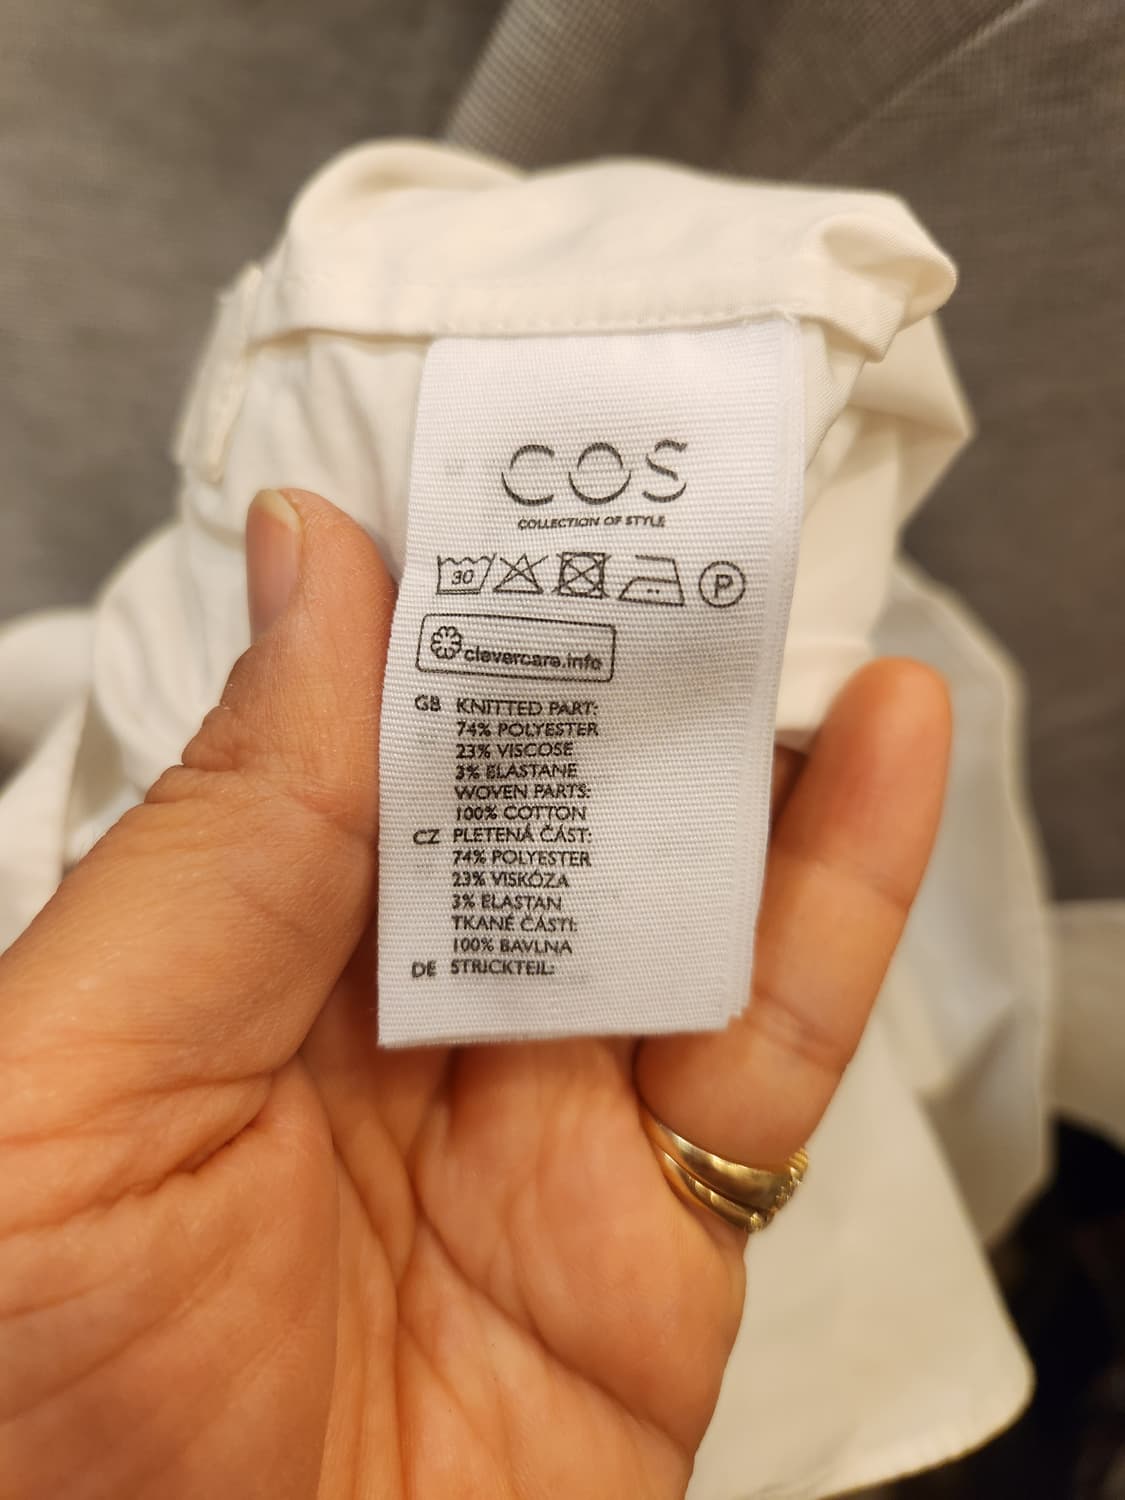 COS
COLLECTION OF STYLE
30 P
clevercare.info
GB KNITTED PART:
74% POLYESTER
23% VISCOSE
3% ELASTANE
WOVEN PARTS:
100% COTTON
CZ PLETENÁ ČÁST:
74% POLYESTER
23% VISKÓZA
3% ELASTAN
TKANÉ ČÁSTI:
100% BAVLNA
DE STRICKTEIL: